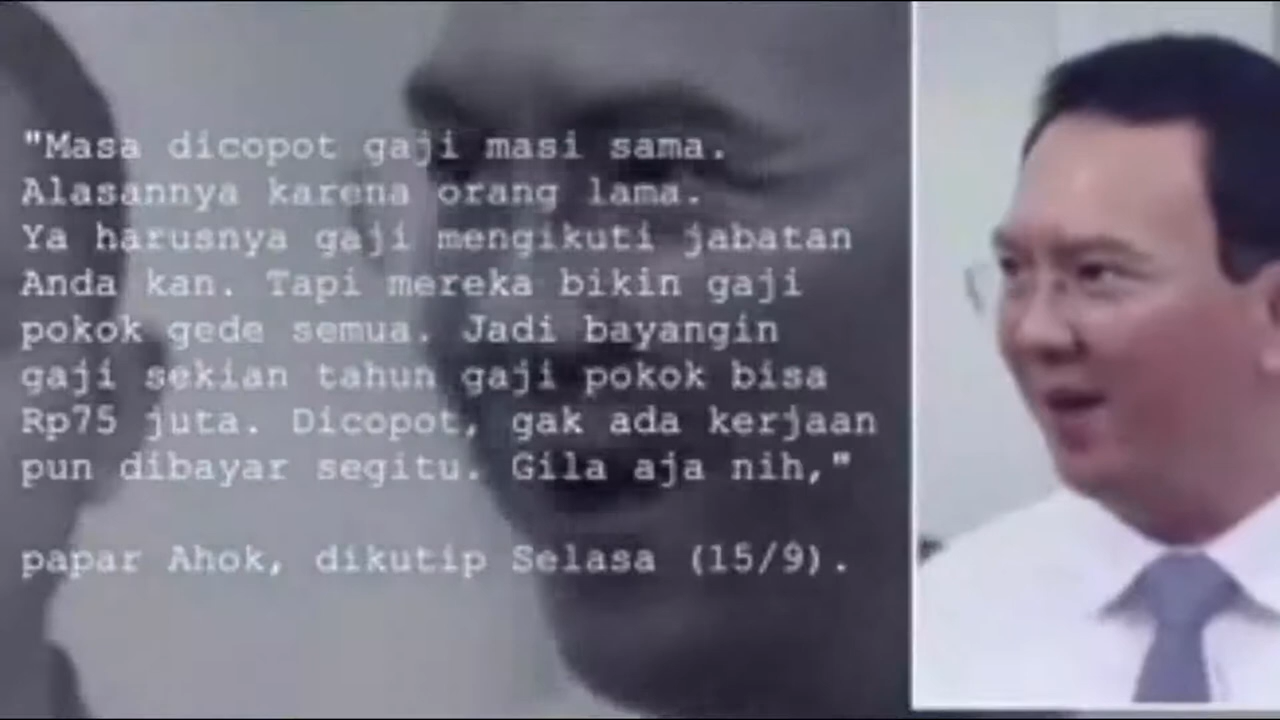 "Masa dicopot gaji masi sama.
Alasannya karena orang lama.
Ya harusnya gaji mengikuti jabatan
Anda kan. Tapi mereka bikin gaji
pokok gede semua. Jadi bayangin
gaji sekian tahun gaji pokok bisa
Rp75 juta. Dicopot, gak ada kerjaan
pun dibayar segitu. Gila aja nih,"
papar Ahok, dikutip Selasa (15/9).